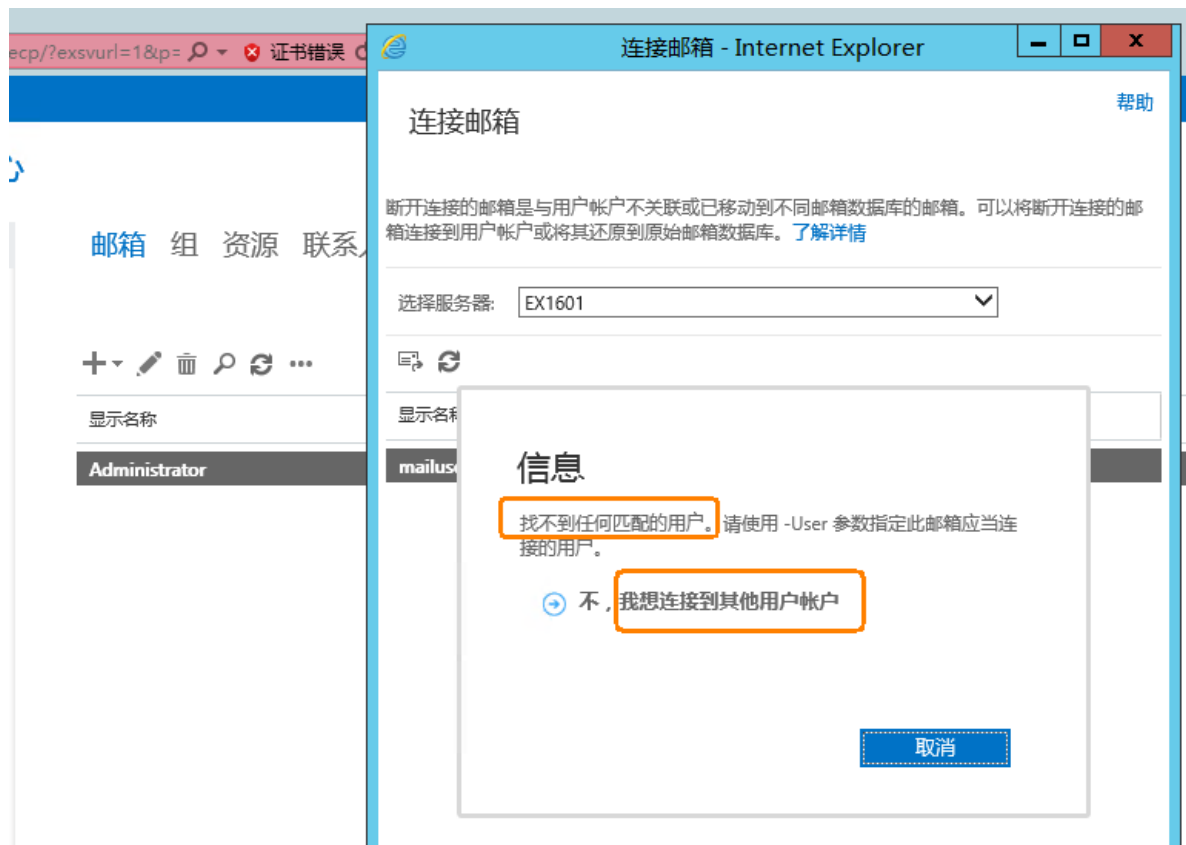 ecp/?exsvurl=1&p=
证书错误
连接邮箱 - Internet Explorer
帮助
连接邮箱
心
断开连接的邮箱是与用户帐户不关联或已移动到不同邮箱数据库的邮箱。可以将断开连接的邮
箱连接到用户帐户或将其还原到原始邮箱数据库。了解详情
邮箱 组 资源 联系
选择服务器: EX1601
显示名称
显示名称
Administrator
mailuse
信息
找不到任何匹配的用户。请使用 -User 参数指定此邮箱应当连
接的用户。
不，我想连接到其他用户帐户
取消